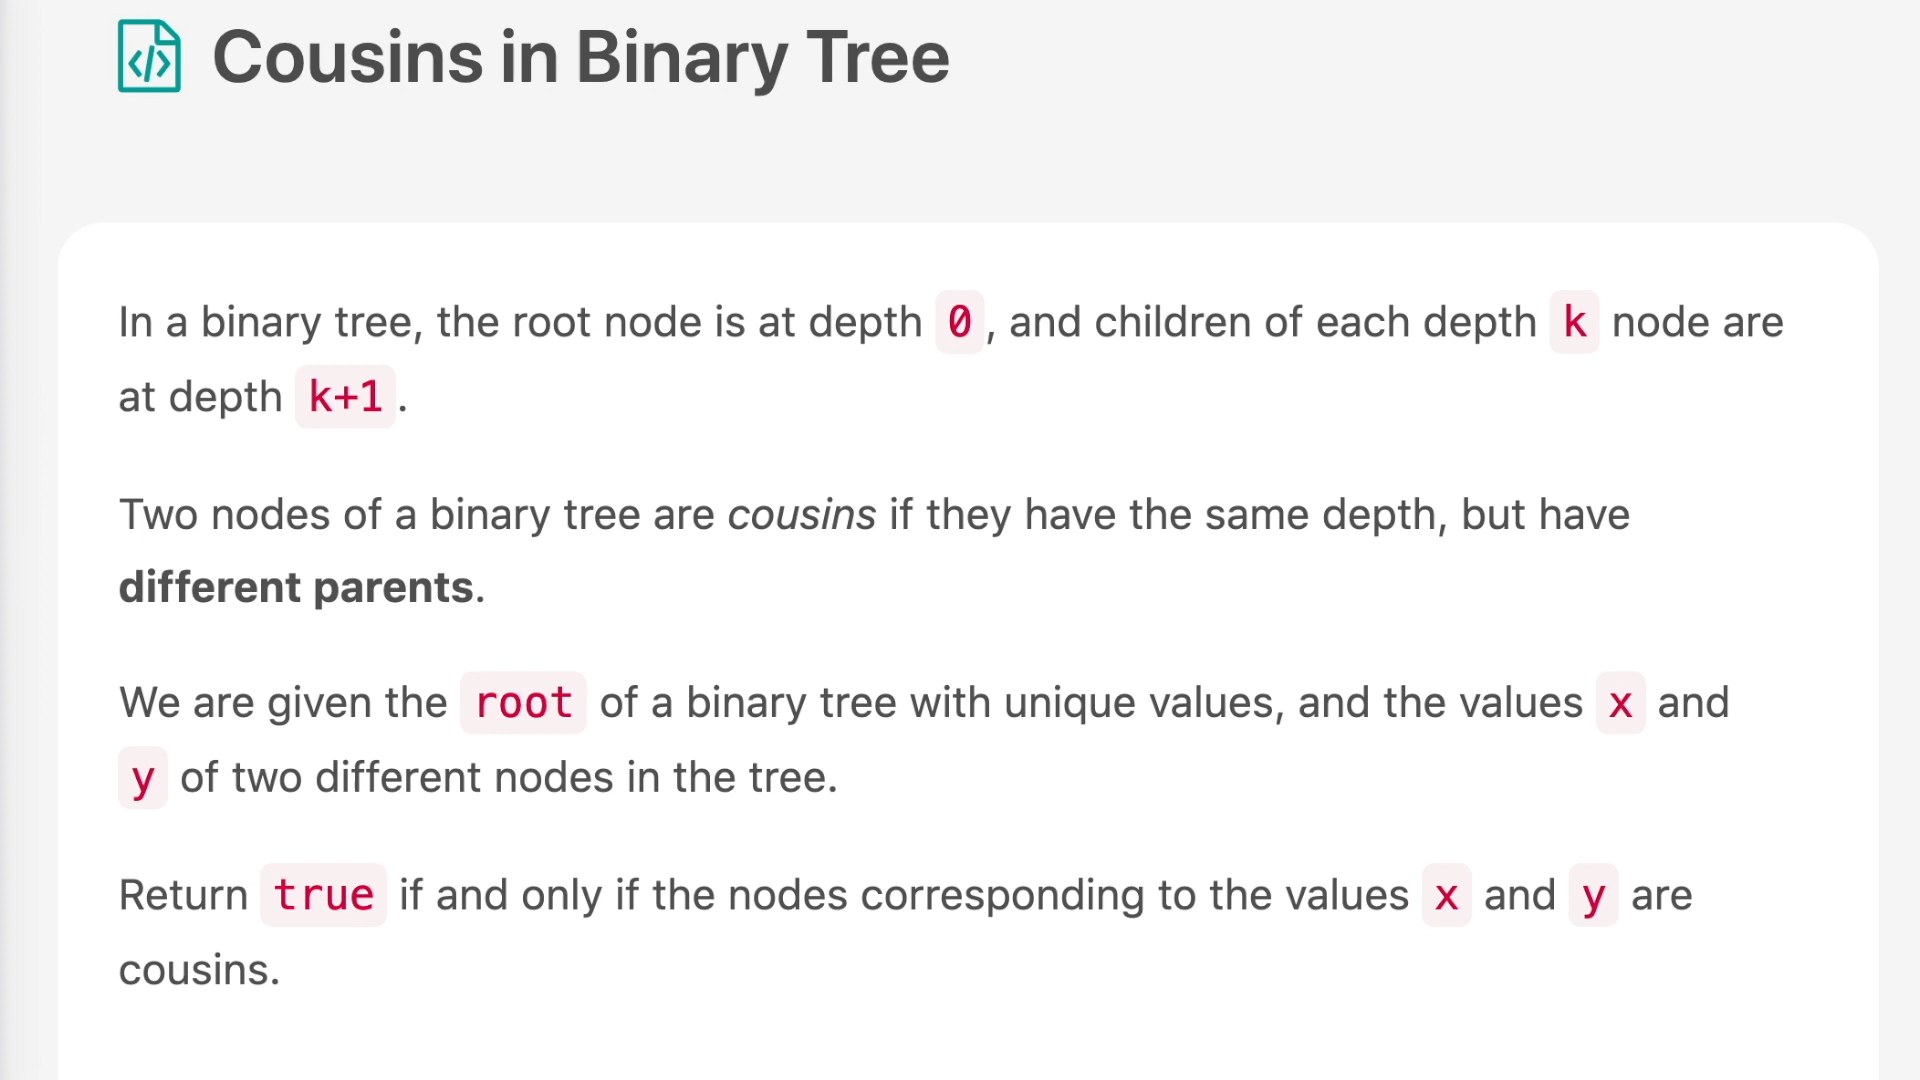 Cousins in Binary Tree
In a binary tree, the root node is at depth 0, and children of each depth k node are
at depth k+1.
Two nodes of a binary tree are cousins if they have the same depth, but have
different parents.
We are given the root of a binary tree with unique values, and the values x and
y of two different nodes in the tree.
Return true if and only if the nodes corresponding to the values x and y are
cousins.